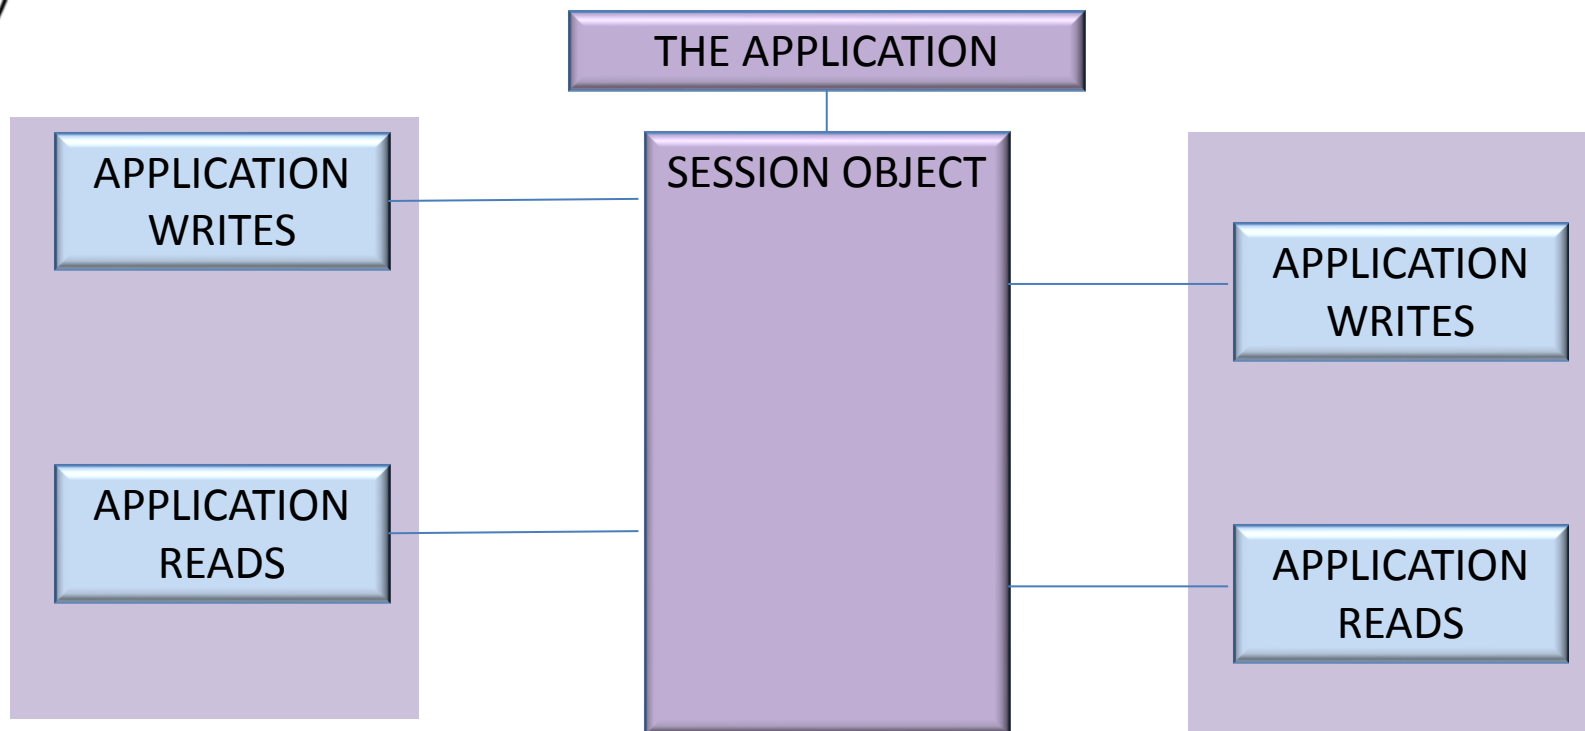 THE APPLICATION
APPLICATION
WRITES
APPLICATION
READS
SESSION OBJECT
APPLICATION
WRITES
APPLICATION
READS